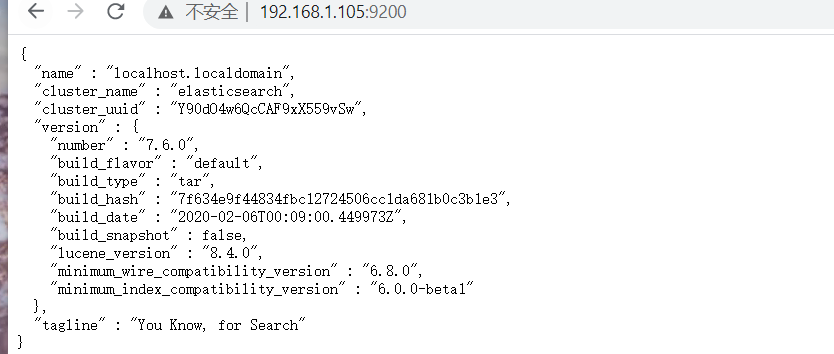 不安全 | 192.168.1.105:9200
{
"name" : "localhost.localdomain",
"cluster_name" : "elasticsearch",
"cluster_uuid" : "Y90dO4w6QcCAF9xX559vSw",
"version" : {
"number" : "7.6.0",
"build_flavor" : "default",
"build_type" : "tar",
"build_hash" : "7f634e9f44834fbc12724506cc1da681b0c3b1e3",
"build_date" : "2020-02-06T00:09:00.449973Z",
"build_snapshot" : false,
"lucene_version" : "8.4.0",
"minimum_wire_compatibility_version" : "6.8.0",
"minimum_index_compatibility_version" : "6.0.0-beta1"
},
"tagline" : "You Know, for Search"
}